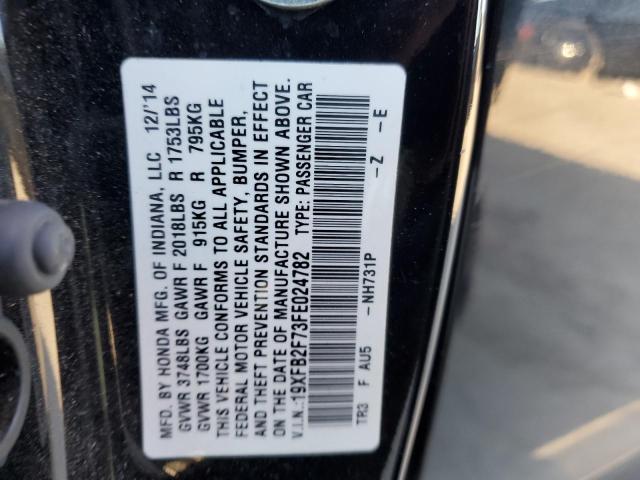 MFD. BY HONDA MFG. OF INDIANA, LLC 12/'14
GVWR 3748LBS GAWR F 2018LBS R 1753LBS
GVWR 1700KG GAWR F 915KG R 795KG
THIS VEHICLE CONFORMS TO ALL APPLICABLE
FEDERAL MOTOR VEHICLE SAFETY, BUMPER,
AND THEFT PREVENTION STANDARDS IN EFFECT
ON THE DATE OF MANUFACTURE SHOWN ABOVE.
V.I.N.:19XFB2F73FE024782 TYPE: PASSENGER CAR
TR3 F AU5 -NH731P -Z -E